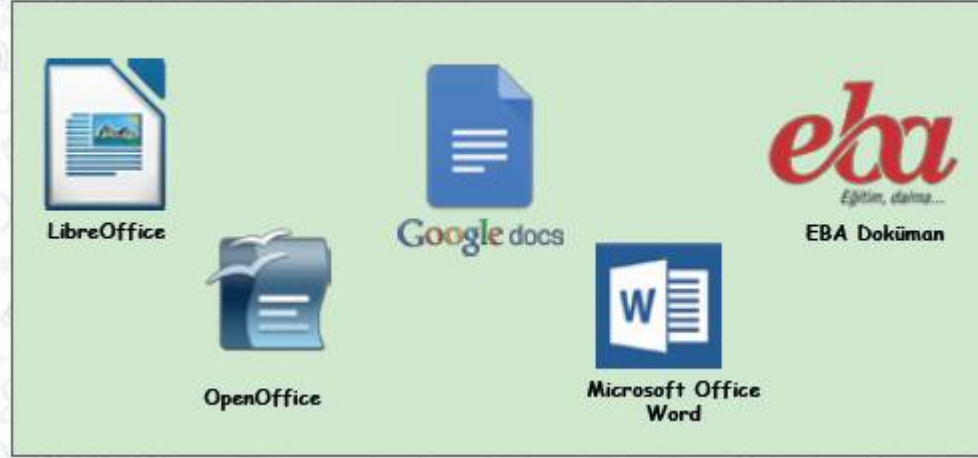 LibreOffice
Google docs
eba
Eğitim, daima...
EBA Doküman
OpenOffice
W
Microsoft Office
Word